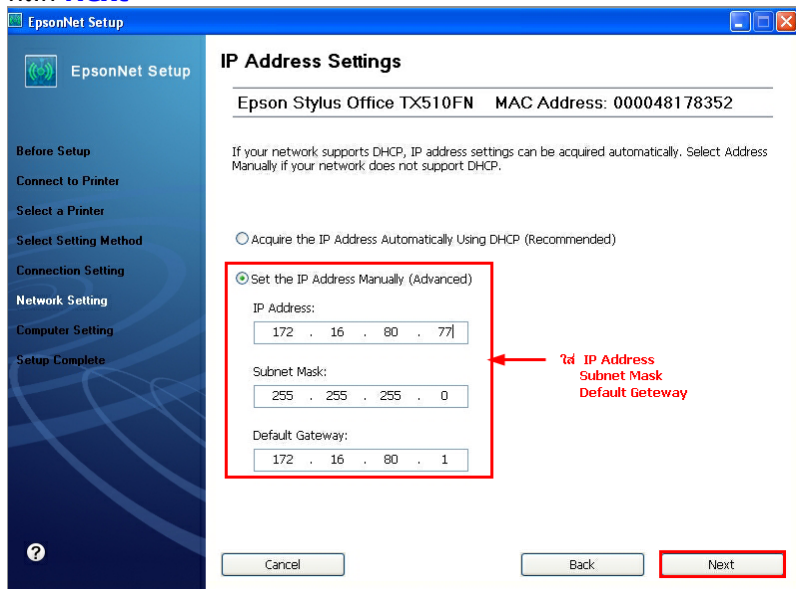 Next
EpsonNet Setup
EpsonNet Setup
IP Address Settings
Epson Stylus Office TX510FN MAC Address: 000048178352
Before Setup
Connect to Printer
Select a Printer
Select Setting Method
Connection Setting
Network Setting
Computer Setting
Setup Complete
If your network supports DHCP, IP address settings can be acquired automatically. Select Address
Manually if your network does not support DHCP.
Acquire the IP Address Automatically Using DHCP (Recommended)
Set the IP Address Manually (Advanced)
IP Address:
172 . 16 . 80 . 77
Subnet Mask:
255 . 255 . 255 . 0
Default Gateway:
172 . 16 . 80 . 1
ใส่ IP Address
Subnet Mask
Default Geteway
?
Cancel
Back
Next